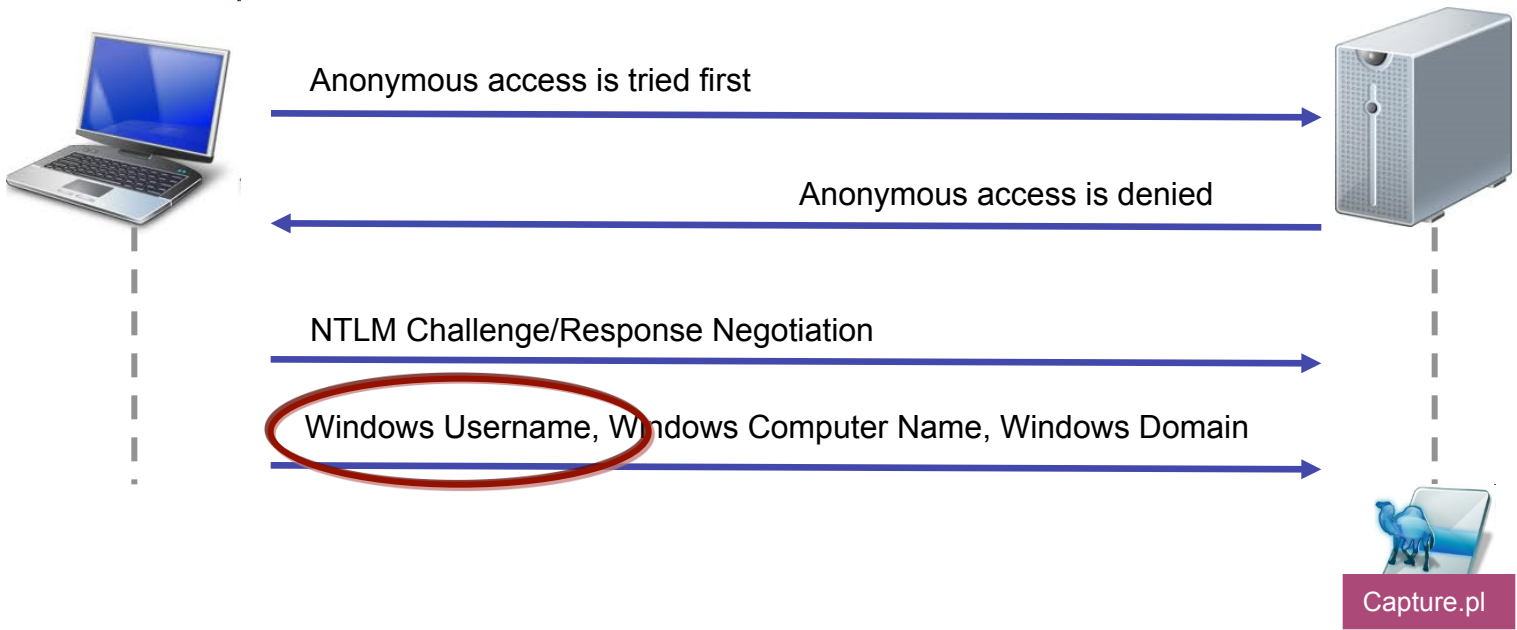 Anonymous access is tried first
Anonymous access is denied
NTLM Challenge/Response Negotiation
Windows Username, Windows Computer Name, Windows Domain
Capture.pl